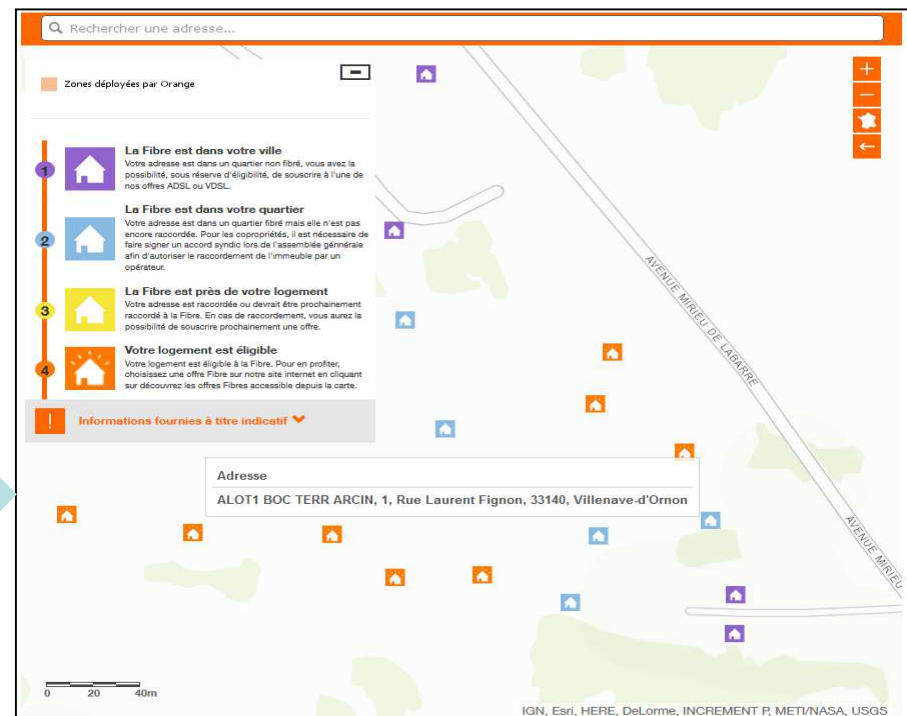 Rechercher une adresse...
Zones déployées par Orange
1
La Fibre est dans votre ville
Votre adresse est dans un quartier non fibré, vous avez la
possibilité, sous réserve d'éligibilité, de souscrire à l'une de
nos offres ADSL ou VDSL.
2
La Fibre est dans votre quartier
Votre adresse est dans un quartier fibré mais elle n'est pas
encore raccordée. Pour les copropriétés, il est nécessaire de
faire signer un accord syndic lors de l'assemblée génnérale
afin d'autoriser le raccordement de l'immeuble par un
opérateur.
3
La Fibre est près de votre logement
Votre adresse est raccordée ou devrait être prochainement
raccordé à la Fibre. En cas de raccordement, vous aurez la
possibilité de souscrire prochainement une offre.
4
Votre logement est éligible
Votre logement est éligible à la Fibre. Pour en profiter,
choisissez une offre Fibre sur notre site internet en cliquant
sur découvrez les offres Fibres accessible depuis la carte.
! Informations fournies à titre indicatif
AVENUE MIRIEU DE LABARRE
Adresse
ALOT1 BOC TERR ARCIN, 1, Rue Laurent Fignon, 33140, Villenave-d'Ornon
AVENUE MIRIEU
0 20 40m
IGN, Esri, HERE, DeLorme, INCREMENT P, METI/NASA, USGS